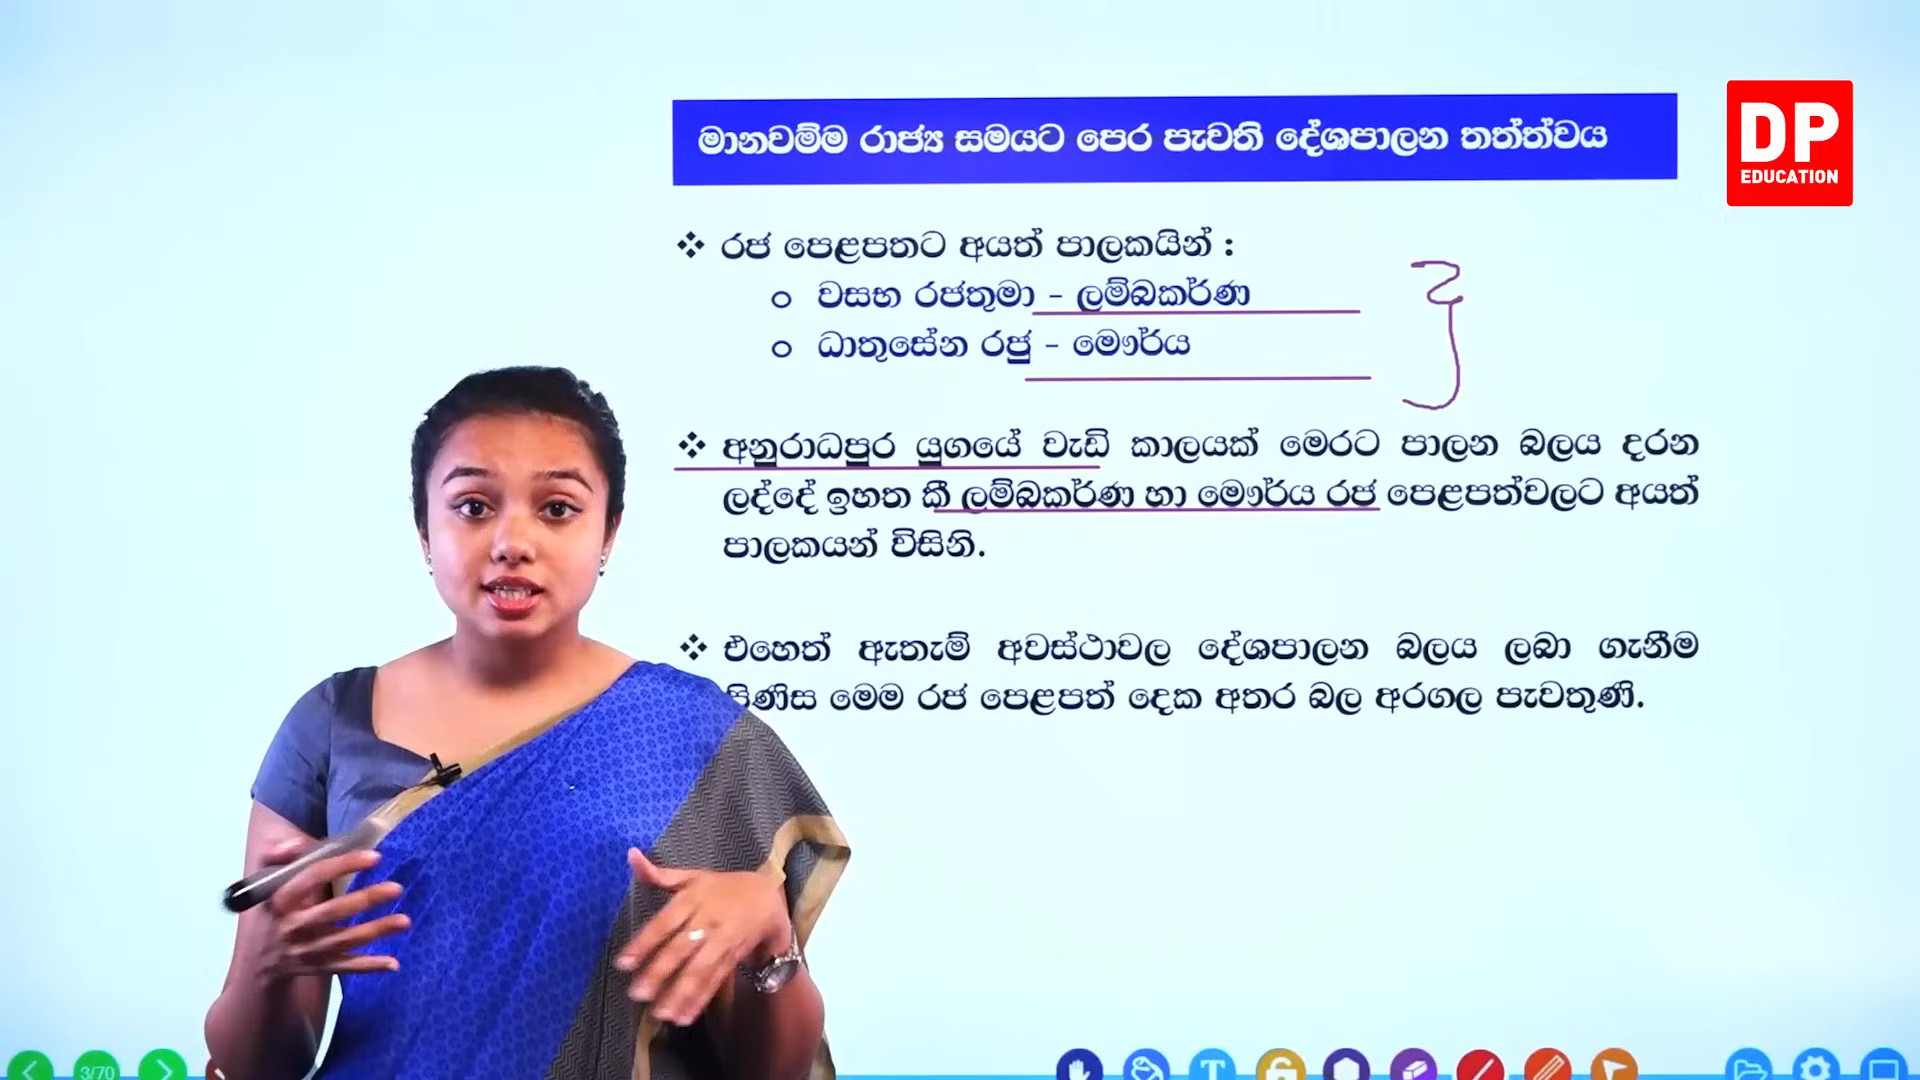 මානවම්ම රාජ්‍ය සමයට පෙර පැවති දේශපාලන තත්ත්වය
DP
EDUCATION
❖ රජ පෙළපතට අයත් පාලකයින් :
o වසභ රජතුමා - ලම්බකර්ණ
o ධාතුසේන රජු - මෞර්ය
❖ අනුරාධපුර යුගයේ වැඩි කාලයක් මෙරට පාලන බලය දරන
ලද්දේ ඉහත කී ලම්බකර්ණ හා මෞර්ය රජ පෙළපත්වලට අයත්
පාලකයන් විසිනි.
❖ එහෙත් ඇතැම් අවස්ථාවල දේශපාලන බලය ලබා ගැනීම
පිණිස මෙම රජ පෙළපත් දෙක අතර බල අරගල පැවතුණි.
3/70